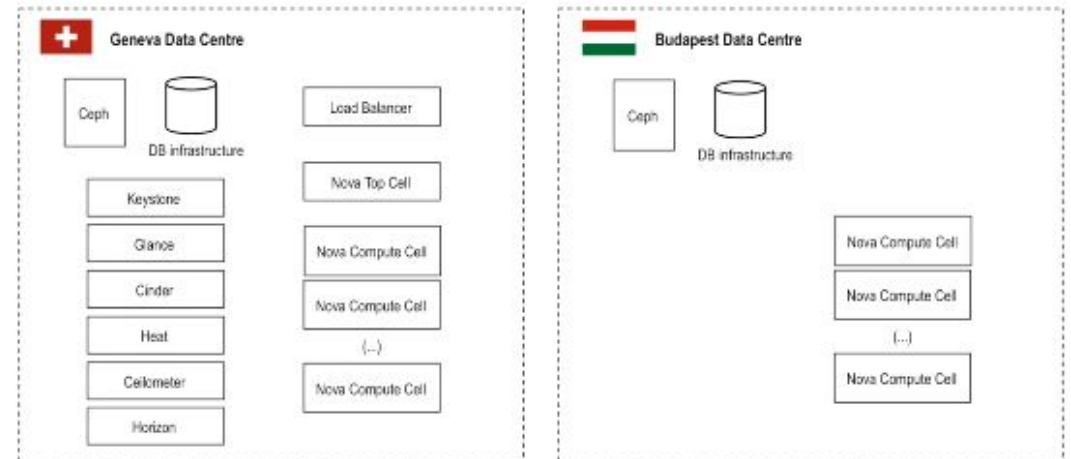 Geneva Data Centre
Ceph
DB infrastructure
Load Balancer
Nova Top Cell
Keystone
Glance
Cinder
Heat
Ceilometer
Horizon
Nova Compute Cell
Nova Compute Cell
(...)
Nova Compute Cell
Budapest Data Centre
Ceph
DB infrastructure
Nova Compute Cell
Nova Compute Cell
(...)
Nova Compute Cell